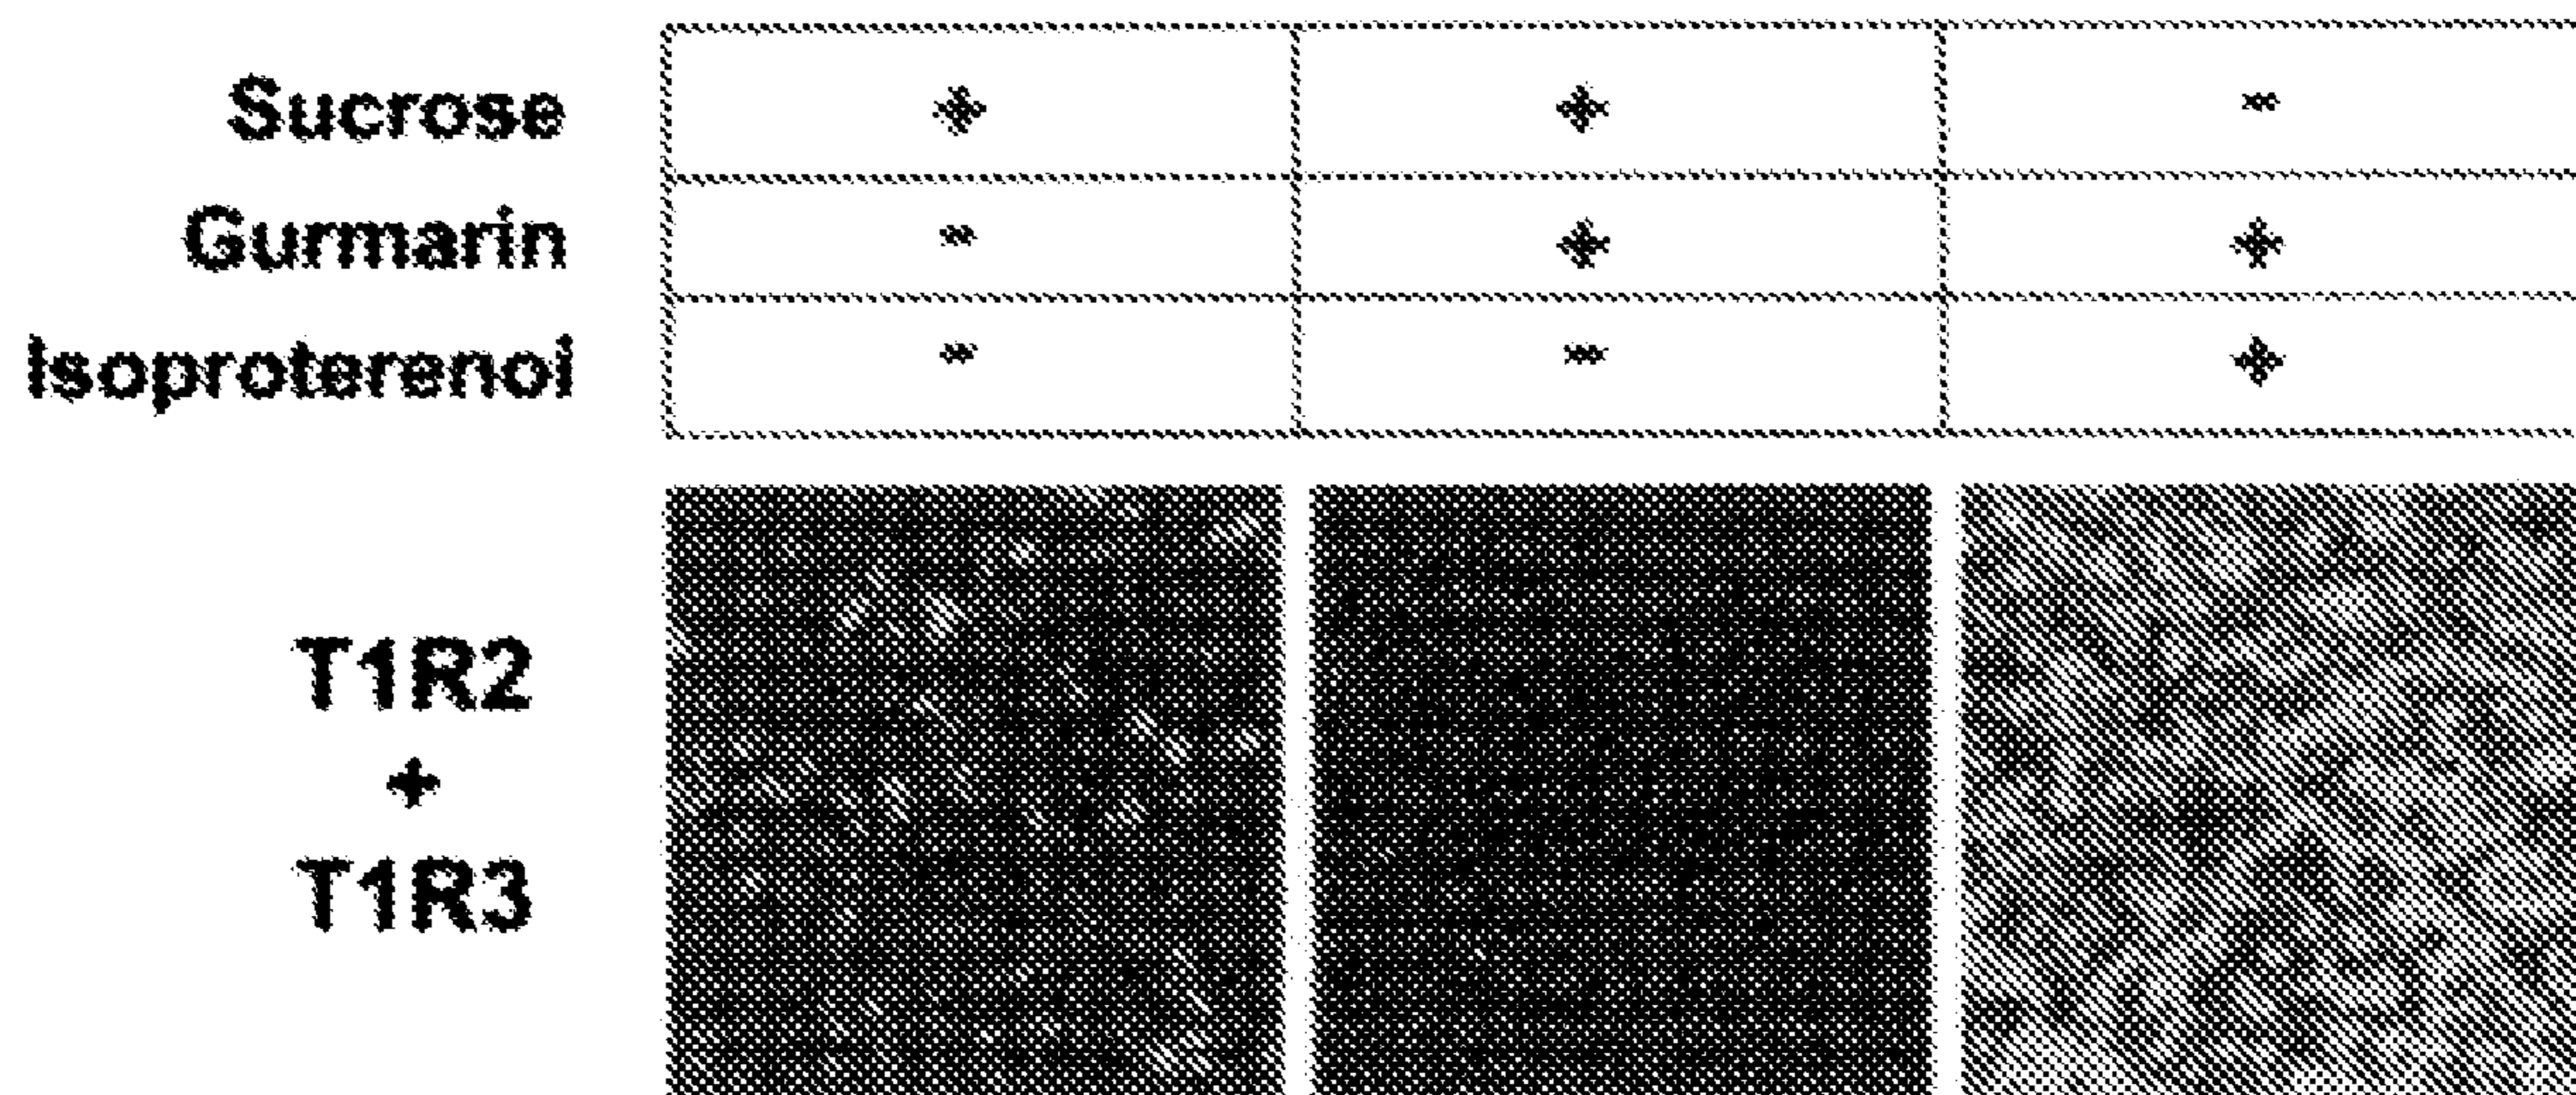 Sucrose + + -
Gurmarin - + +
Isoproterenol - - +
T1R2
+
T1R3